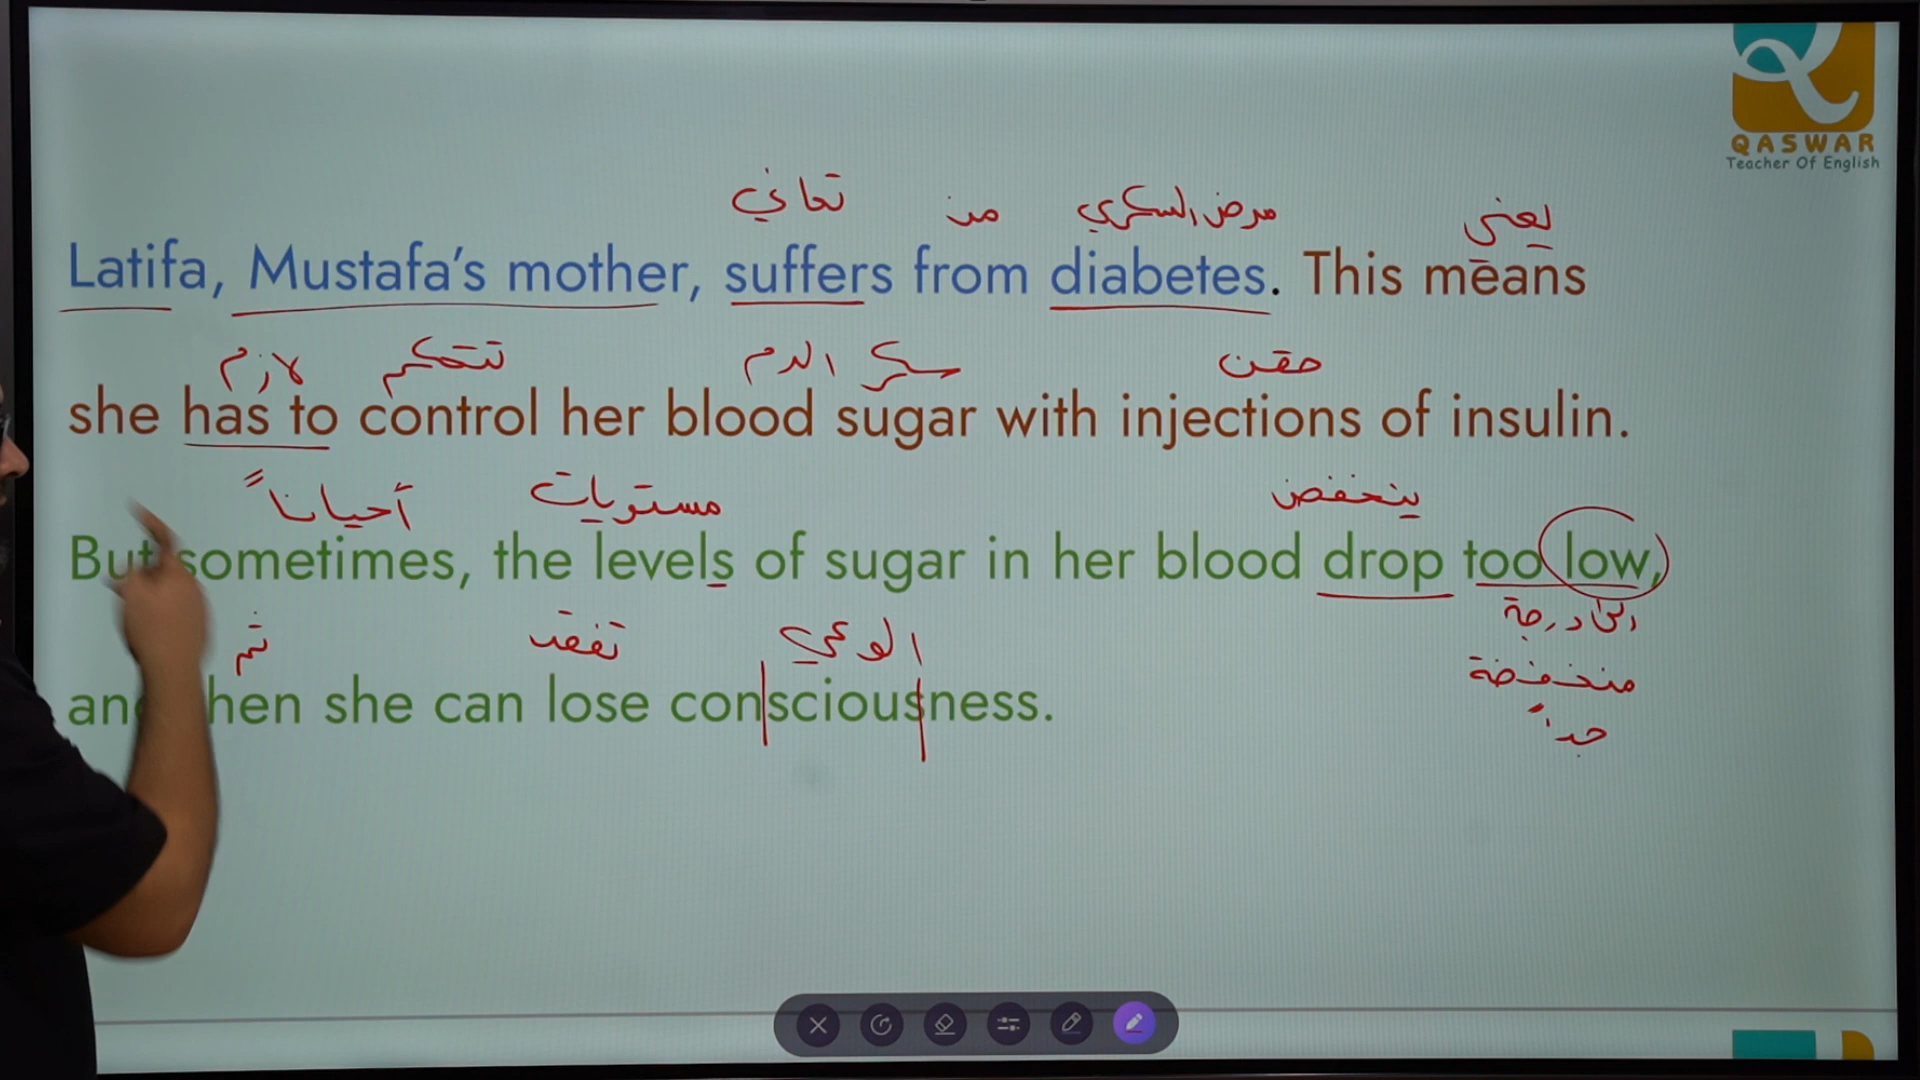 QASWAR
Teacher Of English
تعاني من مرض السكري يعني
Latifa, Mustafa's mother, suffers from diabetes. This means
لازم تتحكم سكر الدم حقن
she has to control her blood sugar with injections of insulin.
أحياناً مستويات ينخفض
But sometimes, the levels of sugar in her blood drop too low,
ثم تفقد الوعي
الى درجة
منخفضة
جداً
and then she can lose consciousness.